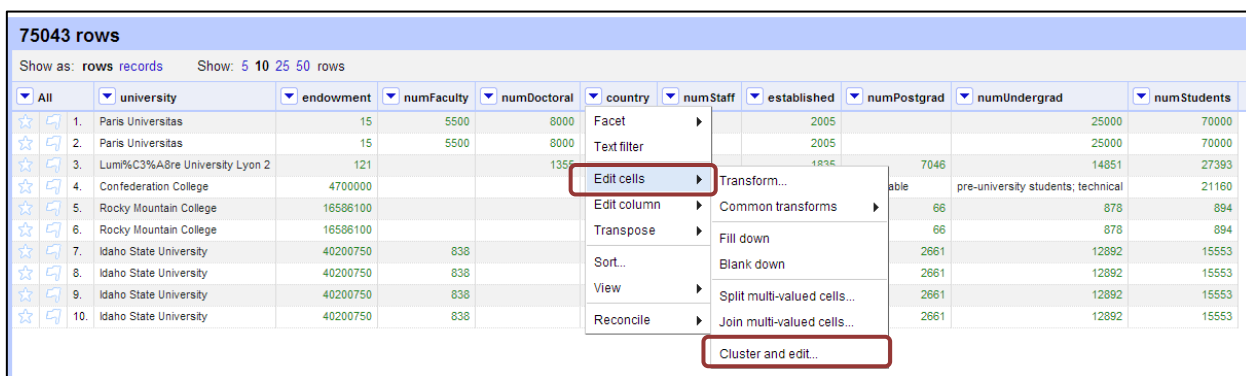 75043 rows
Show as: rows records Show: 5 10 25 50 rows
All university endowment numFaculty numDoctoral country numStaff established numPostgrad numUndergrad numStudents
1. Paris Universitas 15 5500 8000 Facet 2005 25000 70000
2. Paris Universitas 15 5500 8000 Text filter 2005 25000 70000
3. Lumi%C3%A8re University Lyon 2 121 1355 1835 7046 14851 27393
Edit cells Transform...
4. Confederation College 4700000 able pre-university students; technical 21160
5. Rocky Mountain College 16586100 Edit column Common transforms 66 878 894
6. Rocky Mountain College 16586100 Transpose 66 878 894
7. Idaho State University 40200750 838 Fill down 2661 12892 15553
8. Idaho State University 40200750 838 Sort... Blank down 2661 12892 15553
9. Idaho State University 40200750 838 View Split multi-valued cells... 2661 12892 15553
10. Idaho State University 40200750 838 Reconcile Join multi-valued cells... 2661 12892 15553
Cluster and edit...